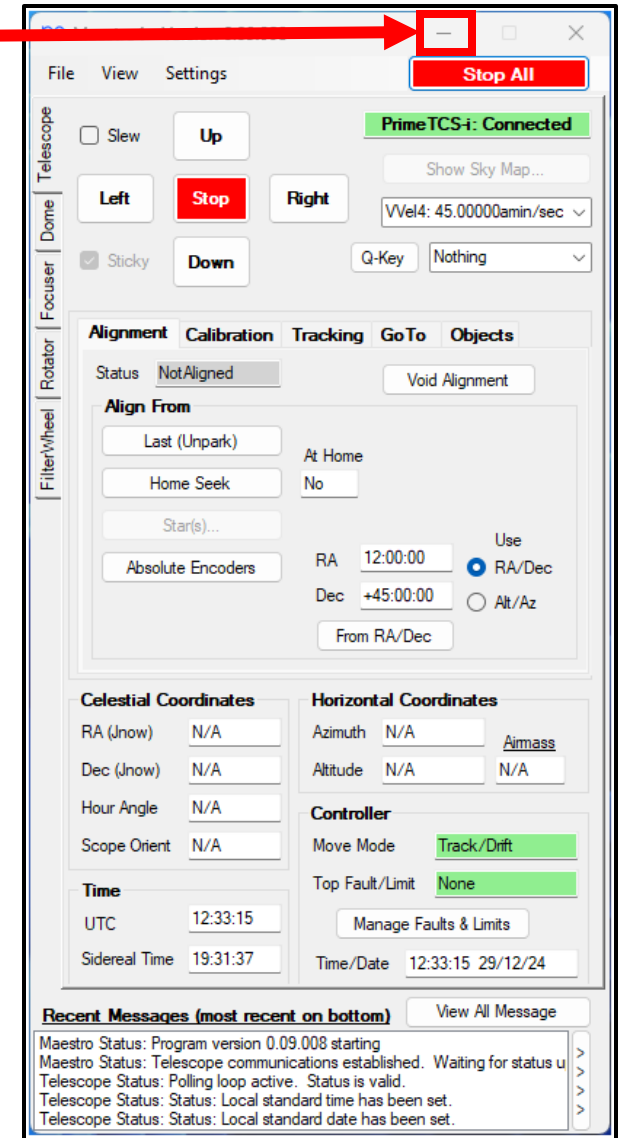 File View Settings Stop All
Telescope
Dome
Focuser
Rotator
FilterWheel
Slew Up PrimeTCS-i: Connected
Show Sky Map...
Left Stop Right VVel4: 45.00000amin/sec
Sticky Down Q-Key Nothing
Alignment Calibration Tracking GoTo Objects
Status NotAligned Void Alignment
Align From
Last (Unpark)
At Home
Home Seek No
Star(s)...
Use
Absolute Encoders RA 12:00:00 RA/Dec
Dec +45:00:00 Alt/Az
From RA/Dec
Celestial Coordinates Horizontal Coordinates
RA (Jnow) N/A Azimuth N/A Airmass
Dec (Jnow) N/A Altitude N/A N/A
Hour Angle N/A Controller
Scope Orient N/A Move Mode Track/Drift
Time Top Fault/Limit None
UTC 12:33:15 Manage Faults & Limits
Sidereal Time 19:31:37 Time/Date 12:33:15 29/12/24
Recent Messages (most recent on bottom) View All Message
Maestro Status: Program version 0.09.008 starting
Maestro Status: Telescope communications established. Waiting for status u
Telescope Status: Polling loop active. Status is valid.
Telescope Status: Status: Local standard time has been set.
Telescope Status: Status: Local standard date has been set.
>
>
>
>